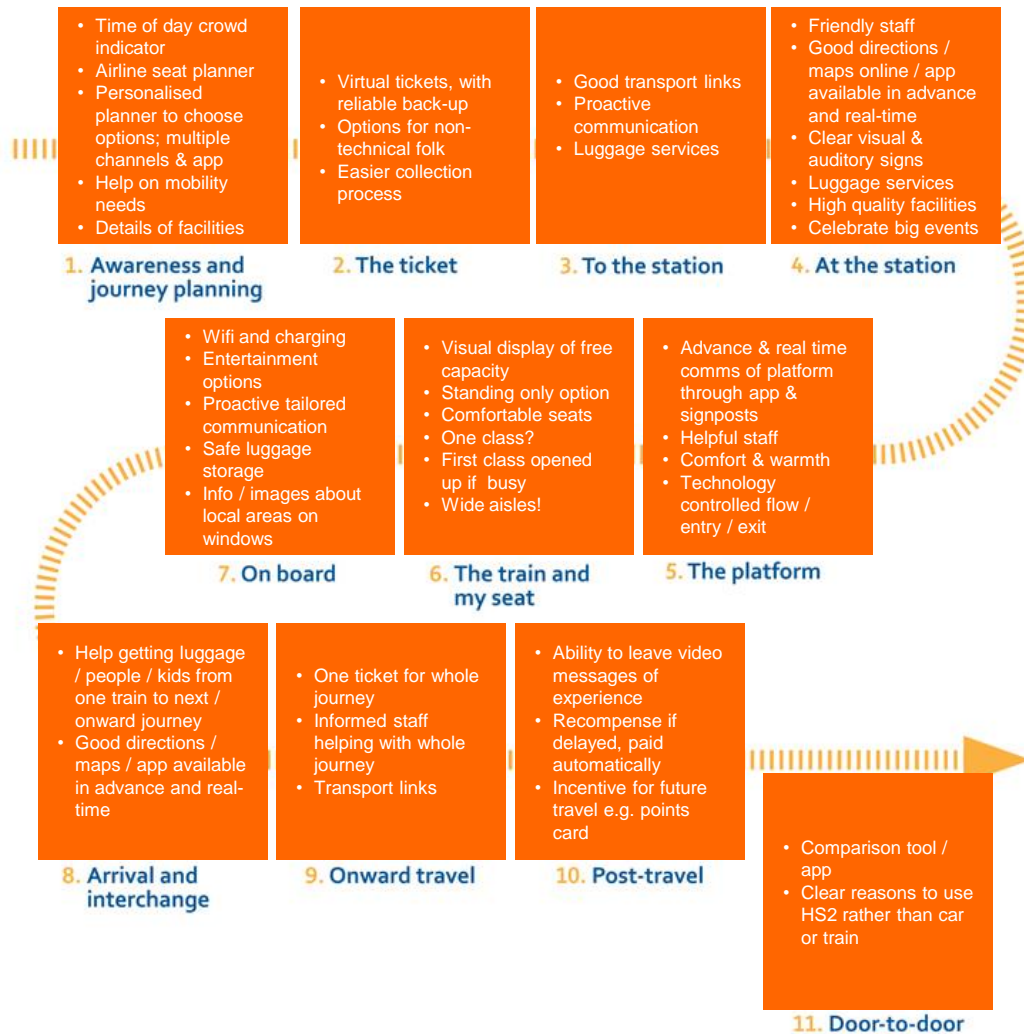 • Time of day crowd
indicator
• Airline seat planner
• Personalised
planner to choose
options; multiple
channels & app
• Help on mobility
needs
• Details of facilities
1. Awareness and
journey planning
• Virtual tickets, with
reliable back-up
• Options for non-
technical folk
• Easier collection
process
2. The ticket
• Good transport links
• Proactive
communication
• Luggage services
3. To the station
• Friendly staff
• Good directions /
maps online / app
available in advance
and real-time
• Clear visual &
auditory signs
• Luggage services
• High quality facilities
• Celebrate big events
4. At the station
• Advance & real time
comms of platform
through app &
signposts
• Helpful staff
• Comfort & warmth
• Technology
controlled flow /
entry / exit
5. The platform
• Visual display of free
capacity
• Standing only option
• Comfortable seats
• One class?
• First class opened
up if  busy
• Wide aisles!
6. The train and
my seat
• Wifi and charging
• Entertainment
options
• Proactive tailored
communication
• Safe luggage
storage
• Info / images about
local areas on
windows
7. On board
• Help getting luggage
/ people / kids from
one train to next /
onward journey
• Good directions /
maps / app available
in advance and real-
time
8. Arrival and
interchange
• One ticket for whole
journey
• Informed staff
helping with whole
journey
• Transport links
9. Onward travel
• Ability to leave video
messages of
experience
• Recompense if
delayed, paid
automatically
• Incentive for future
travel e.g. points
card
10. Post-travel
• Comparison tool /
app
• Clear reasons to use
HS2 rather than car
or train
11. Door-to-door